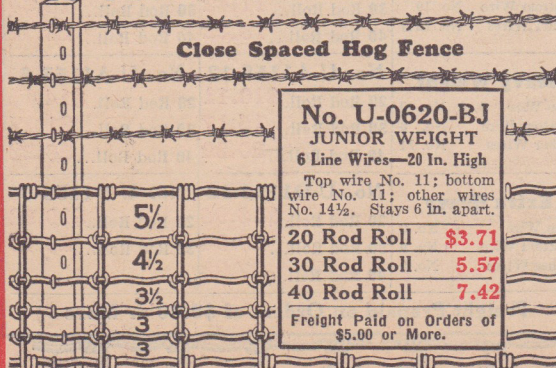 Close Spaced Hog Fence
No. U-0620-BJ
JUNIOR WEIGHT
6 Line Wires—20 In. High
Top wire No. 11; bottom
wire No. 11; other wires
No. 14½. Stays 6 in. apart.
20 Rod Roll $3.71
30 Rod Roll 5.57
40 Rod Roll 7.42
Freight Paid on Orders of
$5.00 or More.
5½
4½
3½
3
3